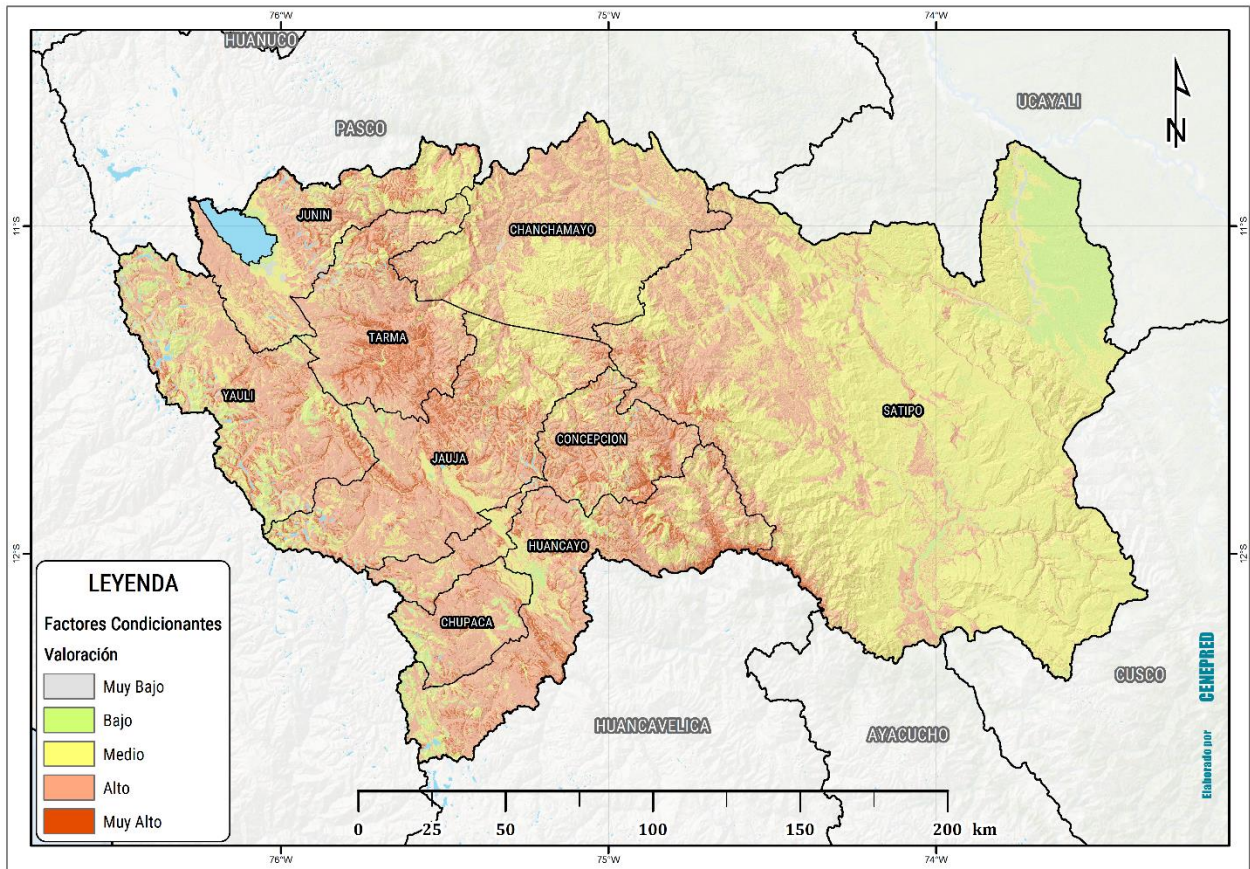 76°W
75°W
74°W
HUANUCO
UCAYALI
PASCO
N
JUNIN
11°S
11°S
CHANCHAMAYO
TARMA
YAULI
SATIPO
CONCEPCION
JAUJA
12°S
12°S
HUANCAYO
LEYENDA
Factores Condicionantes
Valoración
Muy Bajo
Bajo
Medio
Alto
Muy Alto
CHUPACA
CUSCO
HUANCAVELICA
AYACUCHO
Elaborado por CENEPRED
0 25 50 100 150 200 km
76°W
75°W
74°W